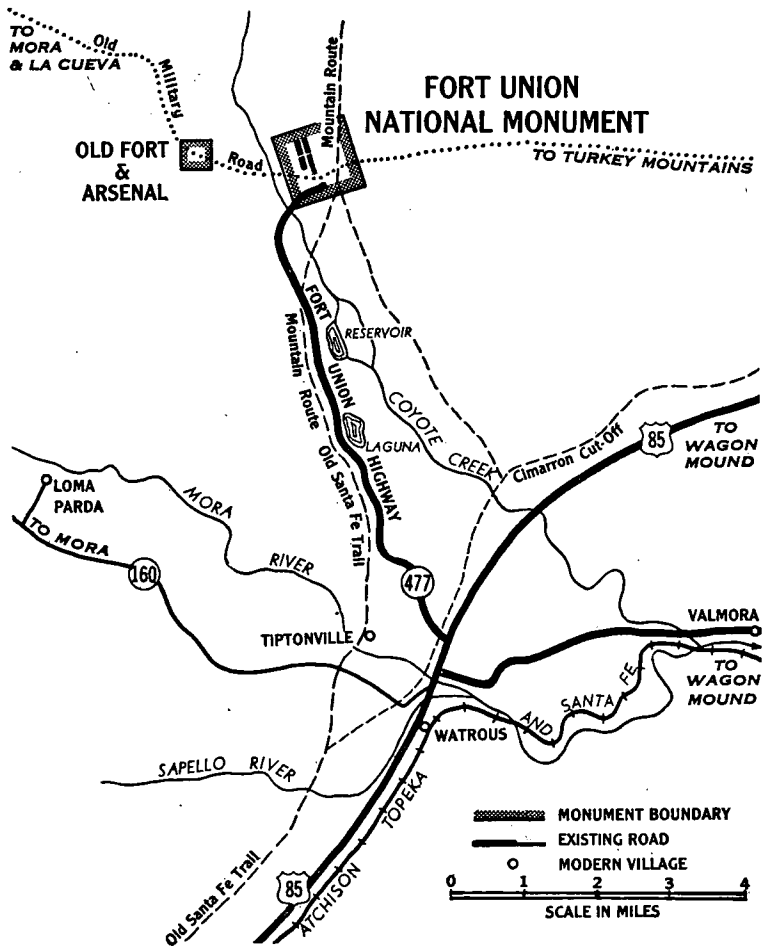 TO
MORA
& LA CUEVA
Old
Military
Road
Mountain Route
FORT UNION
NATIONAL MONUMENT
OLD FORT
&
ARSENAL
TO TURKEY MOUNTAINS
FORT
UNION
HIGHWAY
RESERVOIR
LAGUNA
Mountain Route
Old Santa Fe Trail
COYOTE
CREEK
Cimarron Cut-Off
85
TO
WAGON
MOUND
LOMA
PARDA
MORA
RIVER
TO MORA
160
477
TIPTONVILLE
VALMORA
TO
WAGON
MOUND
WATROUS
SAPELLO RIVER
ATCHISON
TOPEKA
AND
SANTA
FE
Old Santa Fé Trail
85
MONUMENT BOUNDARY
EXISTING ROAD
MODERN VILLAGE
0 1 2 3 4
SCALE IN MILES